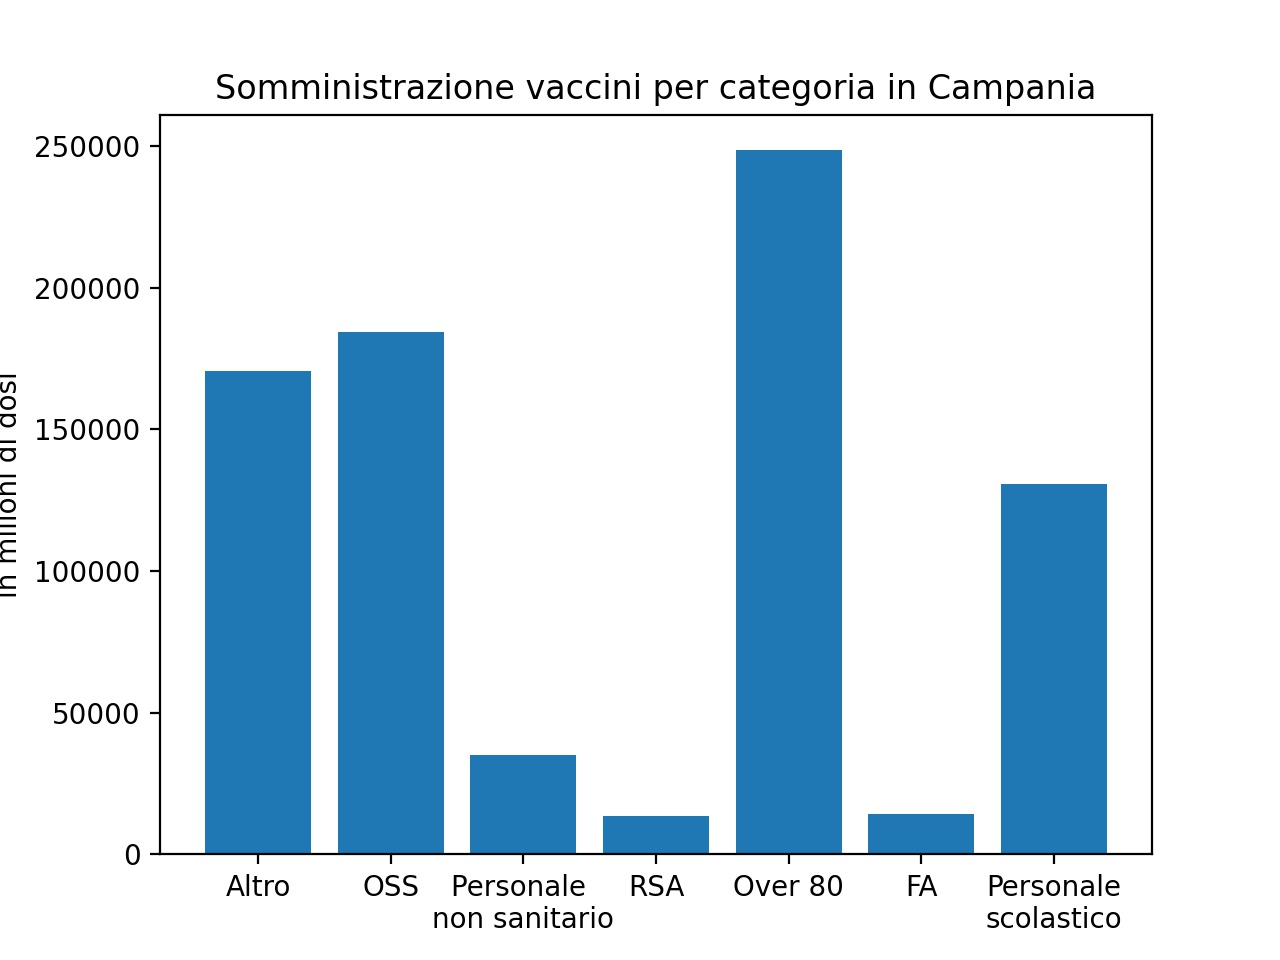 Somministrazione vaccini per categoria in Campania
250000
200000
150000
100000
50000
0
in milioni di dosi
Altro
OSS
Personale
non sanitario
RSA
Over 80
FA
Personale
scolastico